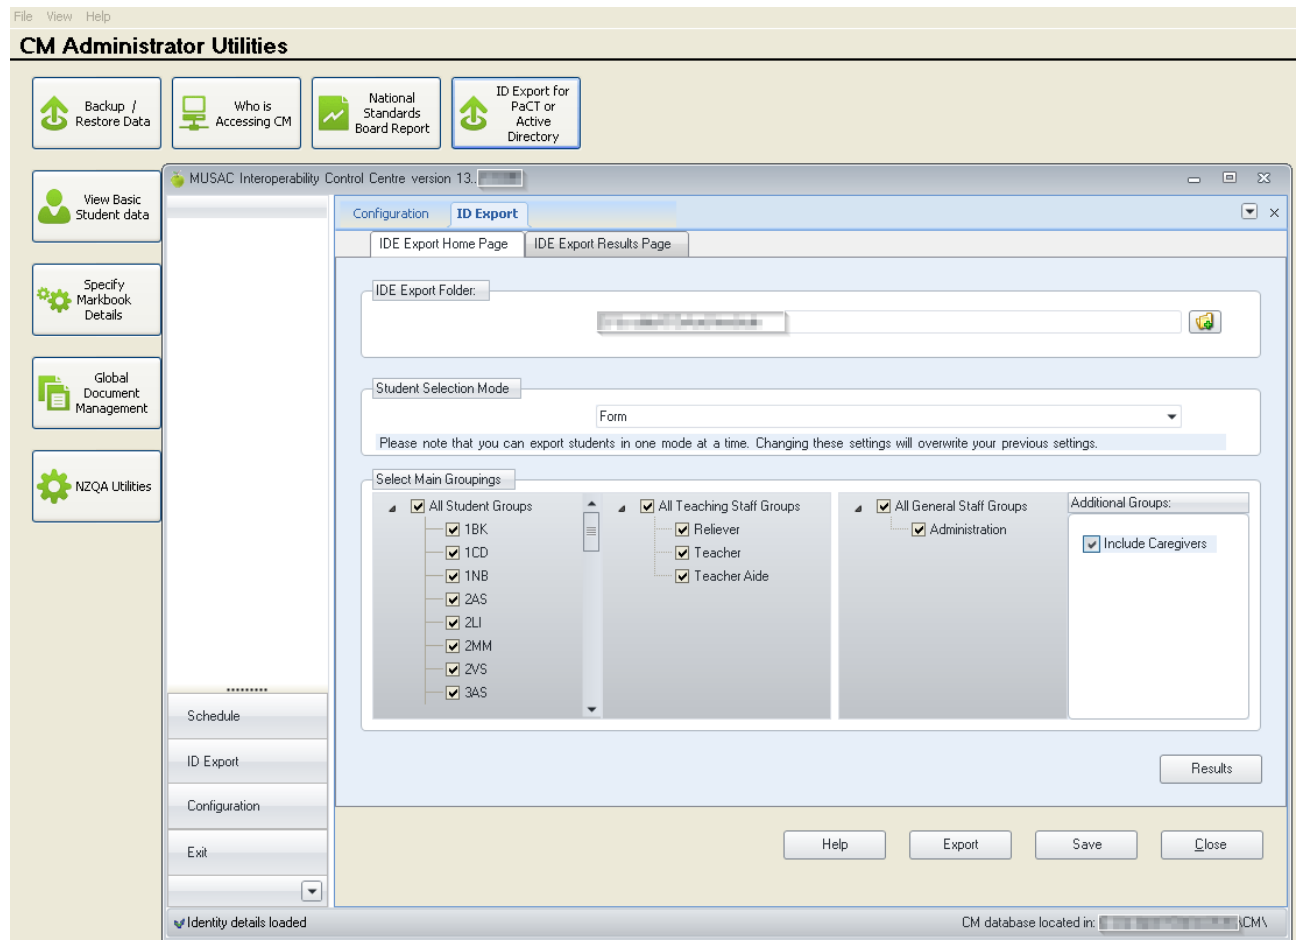 File View Help
CM Administrator Utilities
Backup /
Restore Data
Who is
Accessing CM
National
Standards
Board Report
ID Export for
PaCT or
Active
Directory
View Basic
Student data
Specify
Markbook
Details
Global
Document
Management
NZQA Utilities
MUSAC Interoperability Control Centre version 13..
Configuration ID Export
IDE Export Home Page IDE Export Results Page
IDE Export Folder:
Student Selection Mode
Form
Please note that you can export students in one mode at a time. Changing these settings will overwrite your previous settings.
Select Main Groupings
All Student Groups
1BK
1CD
1NB
2AS
2LI
2MM
2VS
3AS
All Teaching Staff Groups
Reliever
Teacher
Teacher Aide
All General Staff Groups
Administration
Additional Groups:
Include Caregivers
Results
Schedule
ID Export
Configuration
Exit
Help Export Save Close
Identity details loaded
CM database located in: \CM\